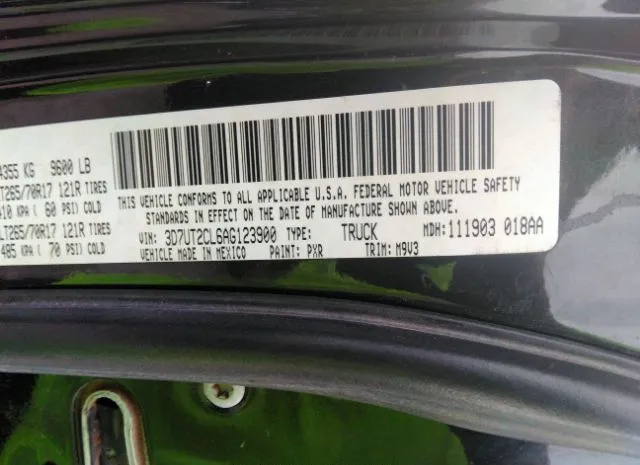 4355 KG 9600 LB
T265/70R17 121R TIRES
410 KPA ( 60 PSI) COLD
LT265/70R17 121R TIRES
485 KPA ( 70 PSI) COLD
THIS VEHICLE CONFORMS TO ALL APPLICABLE U.S.A. FEDERAL MOTOR VEHICLE SAFETY
STANDARDS IN EFFECT ON THE DATE OF MANUFACTURE SHOWN ABOVE.
VIN: 3D7UT2CL6AG123900 TYPE: TRUCK MDH: 111903 018AA
VEHICLE MADE IN MEXICO PAINT: PXR TRIM: M9V3